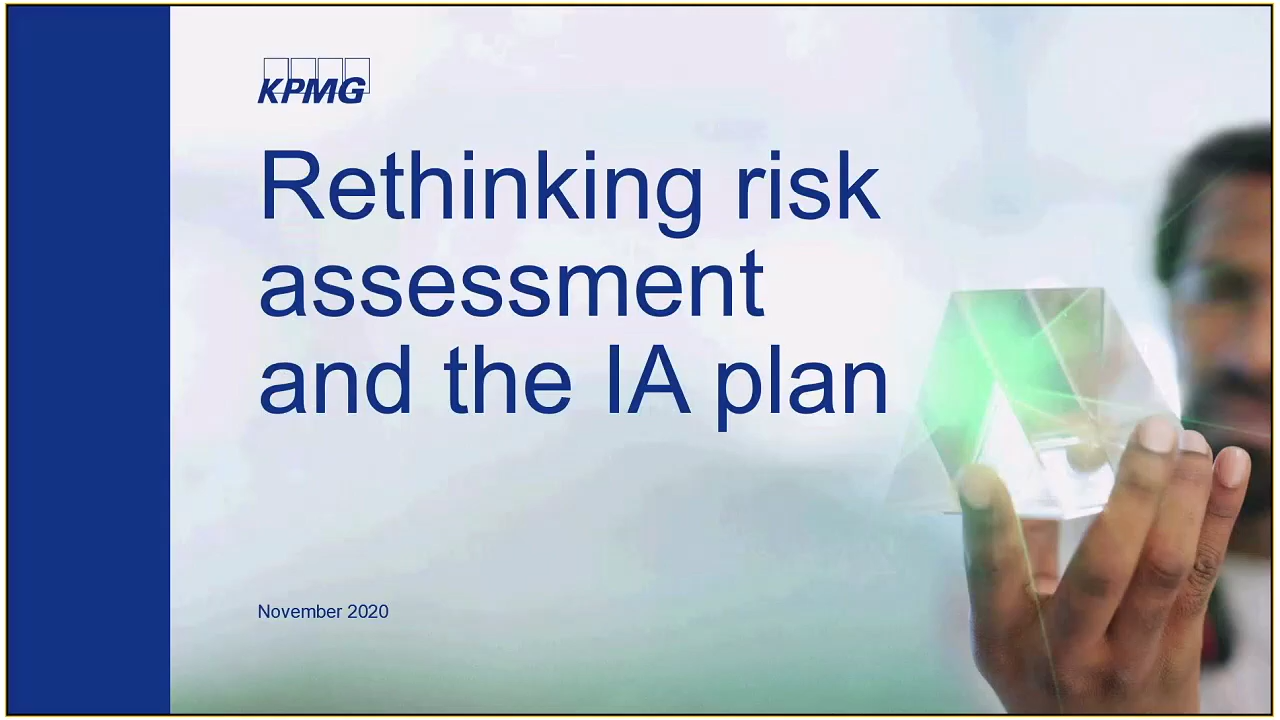 KPMG
Rethinking risk
assessment
and the IA plan
November 2020